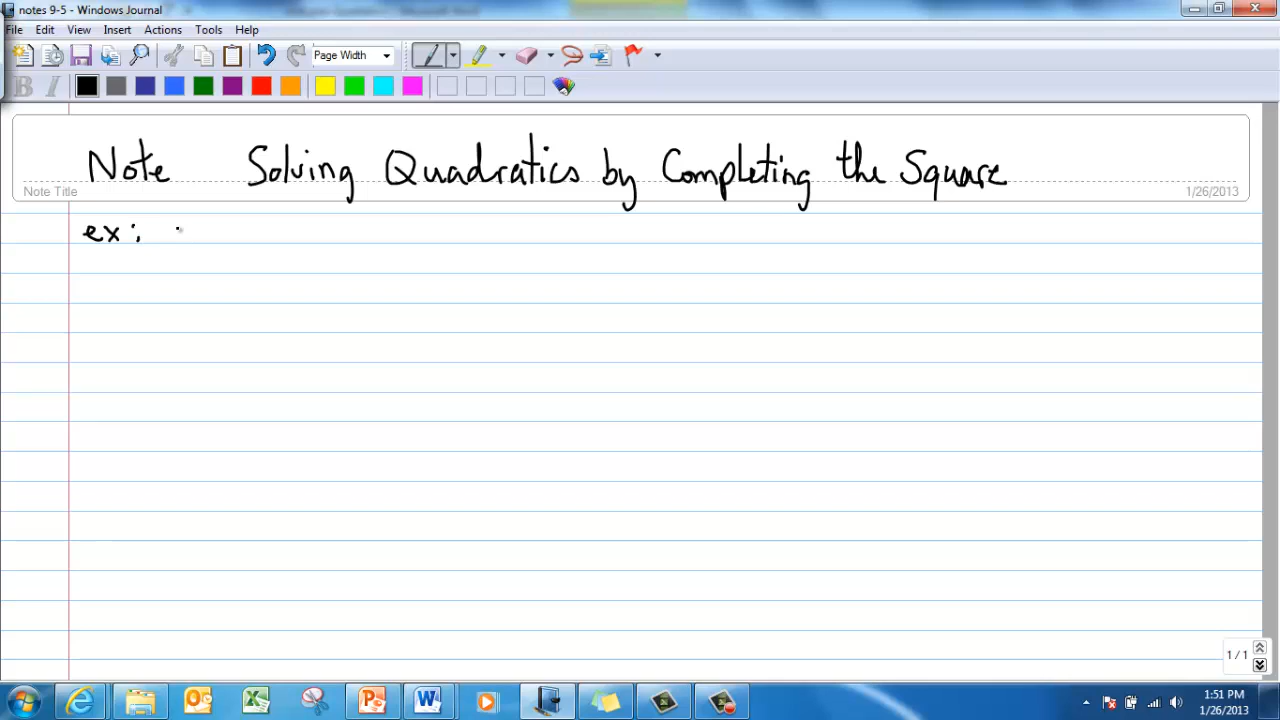 notes 9-5 - Windows Journal
File Edit View Insert Actions Tools Help
Page Width
B I
Note Solving Quadratics by Completing the Square
Note Title
1/26/2013
ex:
1 / 1
1:51 PM
1/26/2013